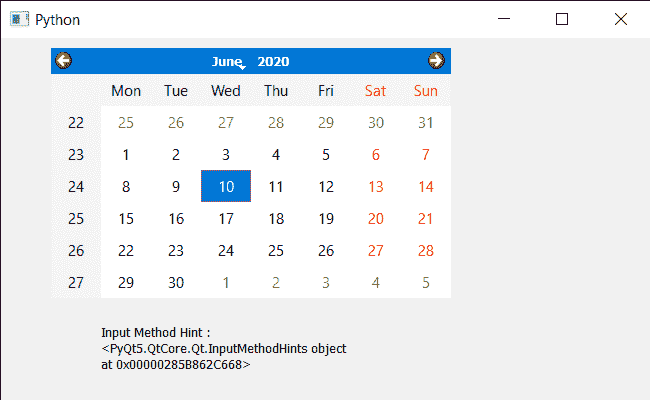 Python
June 2020
Mon Tue Wed Thu Fri Sat Sun
22 25 26 27 28 29 30 31
23 1 2 3 4 5 6 7
24 8 9 10 11 12 13 14
25 15 16 17 18 19 20 21
26 22 23 24 25 26 27 28
27 29 30 1 2 3 4 5
Input Method Hint :
<PyQt5.QtCore.Qt.InputMethodHints object
at 0x00000285B862C668>